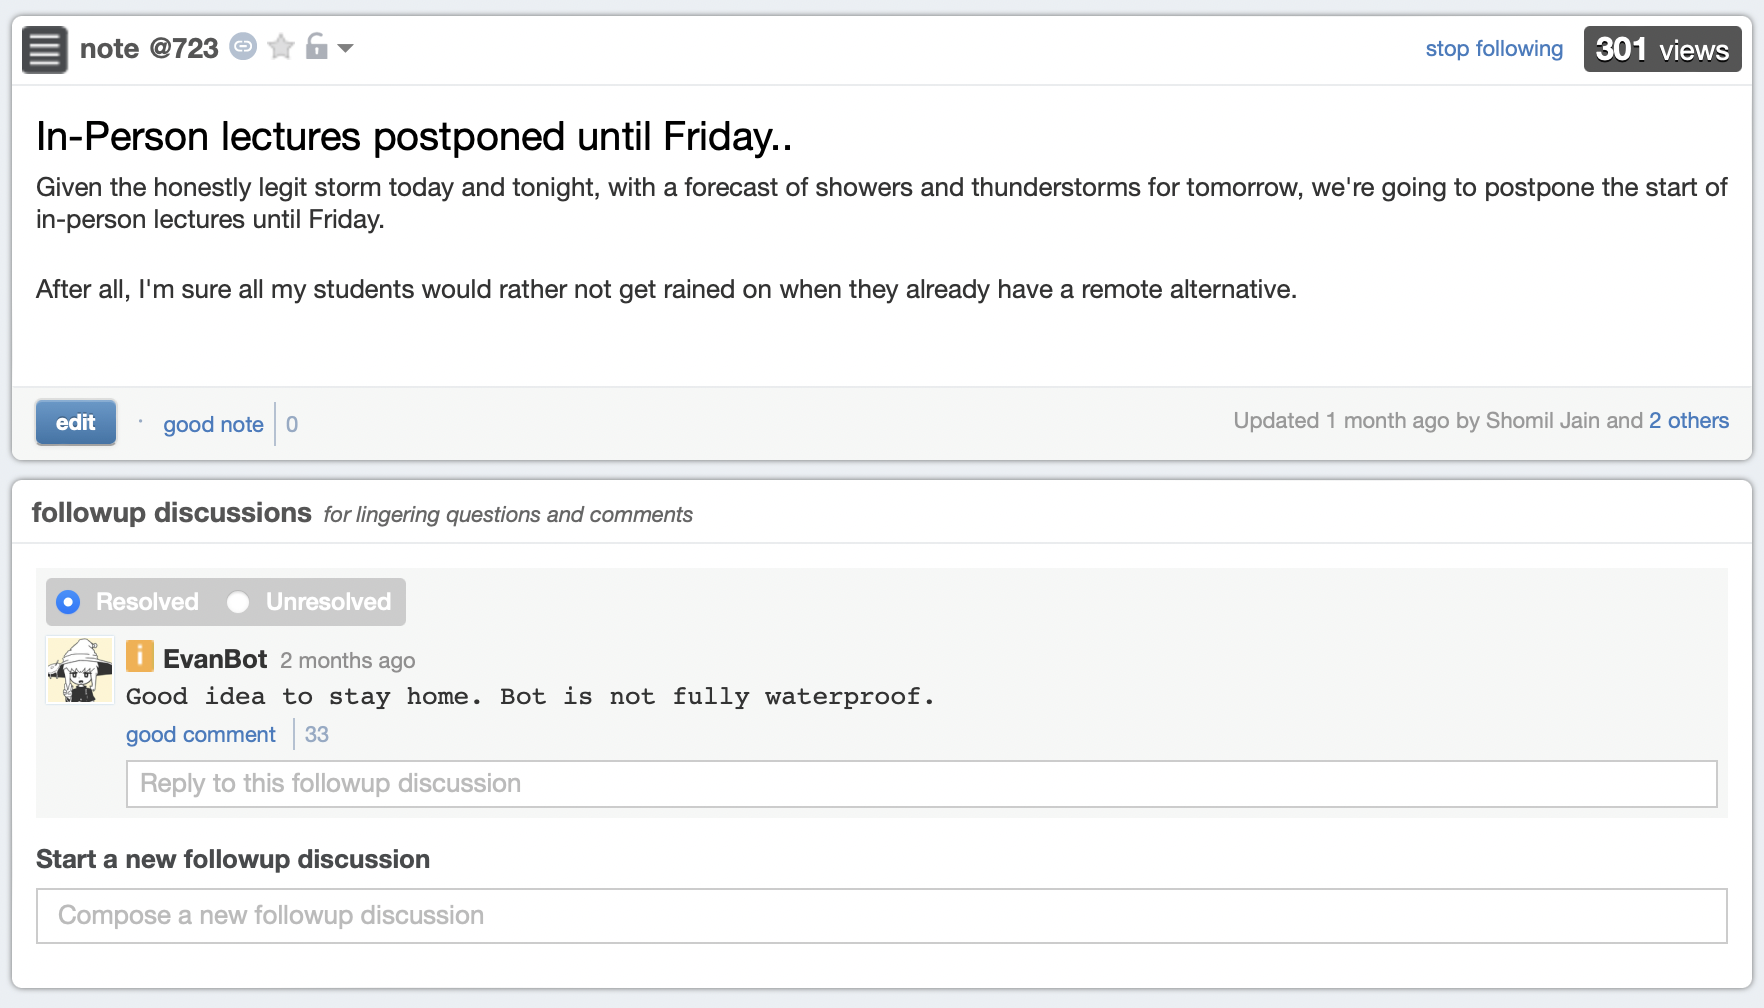 note @723
stop following
301 views
In-Person lectures postponed until Friday..
Given the honestly legit storm today and tonight, with a forecast of showers and thunderstorms for tomorrow, we're going to postpone the start of
in-person lectures until Friday.
After all, I'm sure all my students would rather not get rained on when they already have a remote alternative.
edit · good note 0
Updated 1 month ago by Shomil Jain and 2 others
followup discussions for lingering questions and comments
Resolved Unresolved
i EvanBot 2 months ago
Good idea to stay home. Bot is not fully waterproof.
good comment 33
Reply to this followup discussion
Start a new followup discussion
Compose a new followup discussion